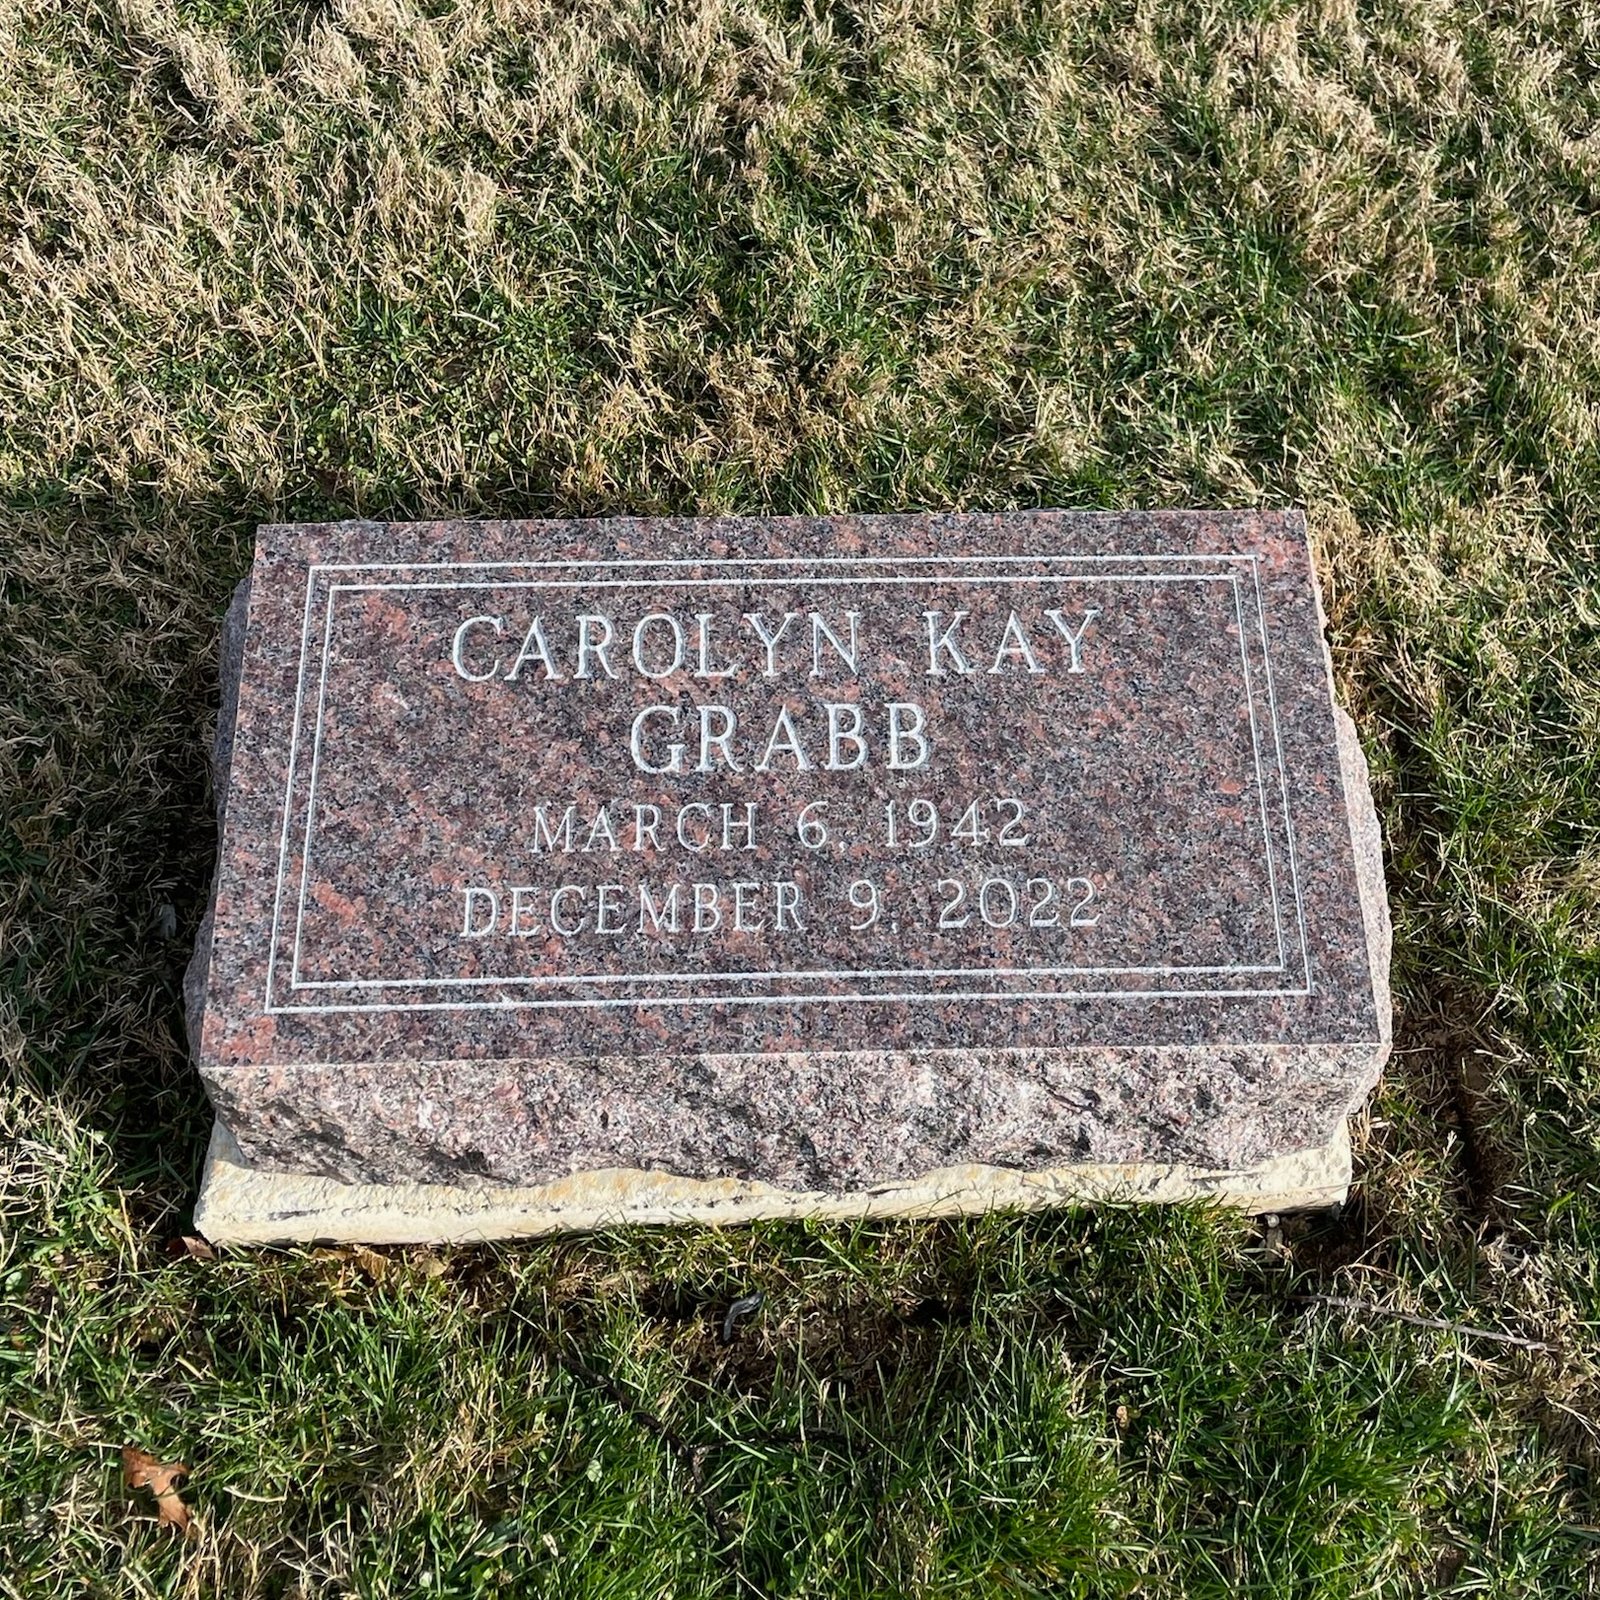 CAROLYN KAY
GRABB
MARCH 6, 1942
DECEMBER 9, 2022